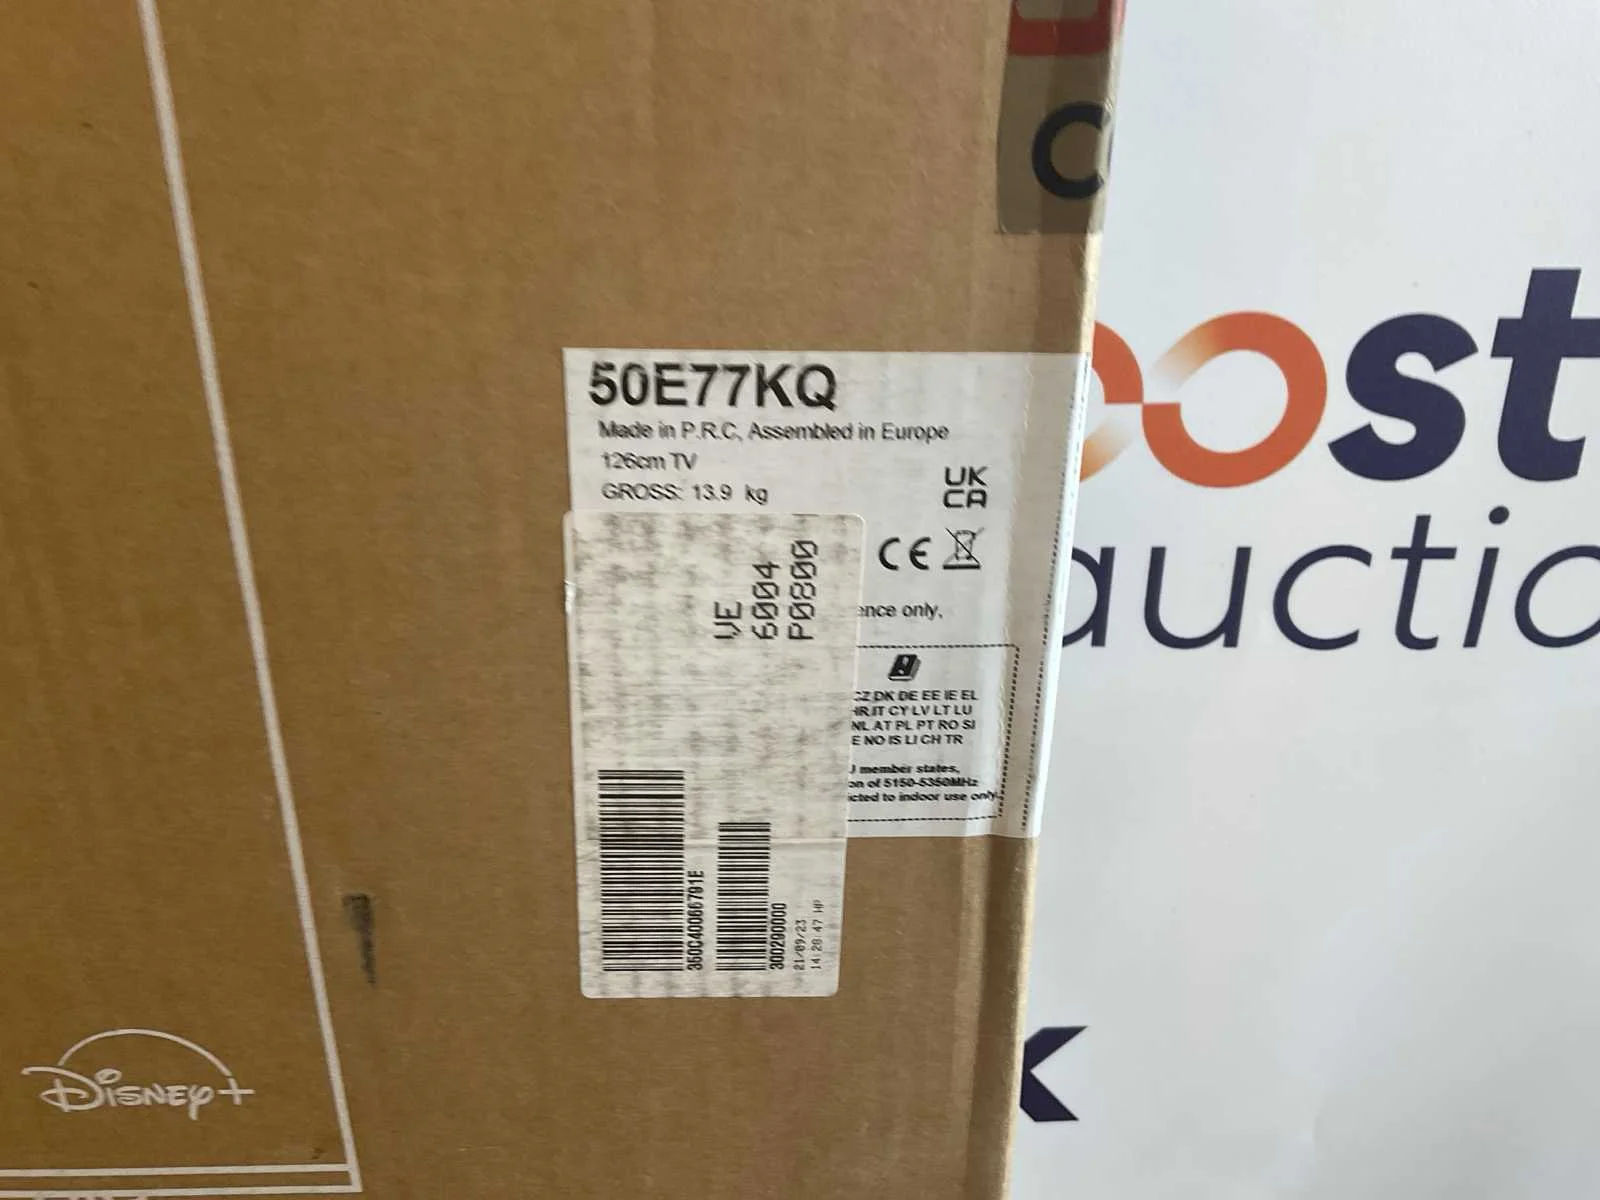 50E77KQ
Made in P.R.C, Assembled in Europe
126cm TV
GROSS: 13.9 kg
UK
CA
CE
VE
6004
P0800
ence only,
CZ DK DE EE IE EL
HR IT CY LV LT LU
NL AT PL PT RO SI
E NO IS LI CH TR
member states,
on of 5150-5350MHz
icted to indoor use only.
350C40066791E
300290000
21/09/23
14:28:47 HP
Disney+
C
oost
auctio
k